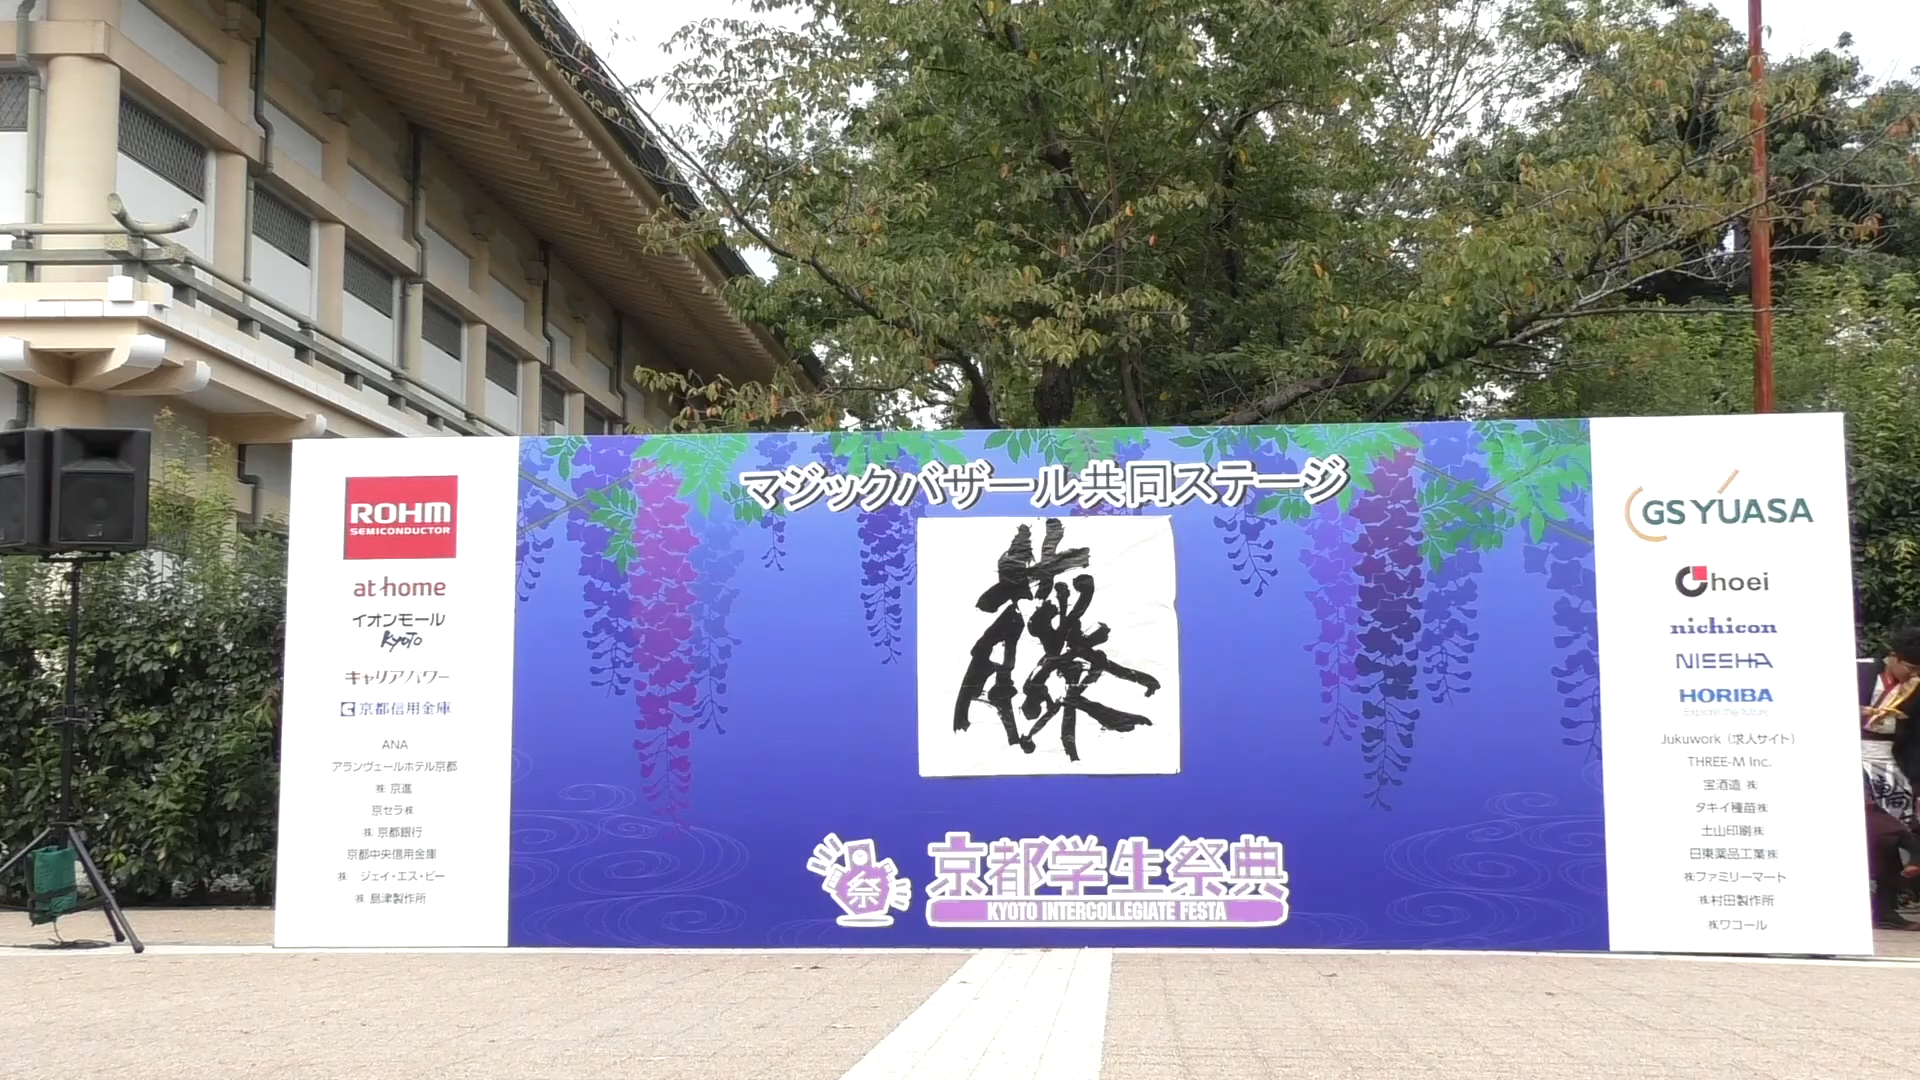 マジックバザール共同ステージ
藤
祭
京都学生祭典
KYOTO INTERCOLLEGIATE FESTA
ROHM
SEMICONDUCTOR
at home
イオンモール
KYOTO
キャリアパワー
京都信用金庫
ANA
アランヴェールホテル京都
㈱ 京進
京セラ㈱
㈱ 京都銀行
京都中央信用金庫
㈱ ジェイ・エス・ビー
㈱ 島津製作所
GS YUASA
hoei
nichicon
NISSHA
HORIBA
Explore the future
Jukuwork（求人サイト）
THREE-M Inc.
宝酒造 ㈱
タキイ種苗㈱
土山印刷㈱
日東薬品工業㈱
㈱ファミリーマート
㈱村田製作所
㈱ワコール
輪